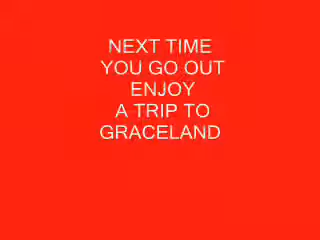 NEXT TIME
YOU GO OUT
ENJOY
A TRIP TO
GRACELAND